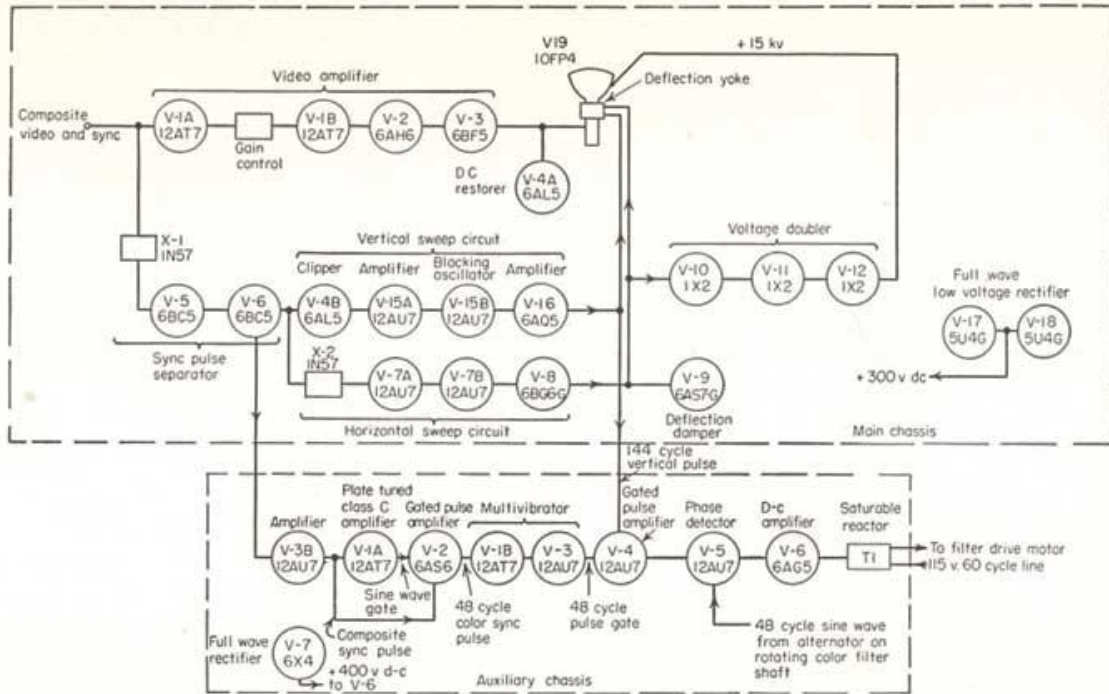 V19
10FP4
+15 kv
Deflection yoke
Video amplifier
Composite
video and sync
V-1A
12AT7
Gain
control
V-1B
12AT7
V-2
6AH6
V-3
6BF5
DC
restorer
V-4A
6AL5
X-1
1N57
Vertical sweep circuit
Clipper
Amplifier
Blocking
oscillator
Amplifier
V-5
6BC5
V-6
6BC5
V-4B
6AL5
V-15A
12AU7
V-15B
12AU7
V-16
6AQ5
Sync pulse
separator
X-2
1N57
V-7A
12AU7
V-7B
12AU7
V-8
6BG6-G
Horizontal sweep circuit
Voltage doubler
V-10
1X2
V-11
1X2
V-12
1X2
Full wave
low voltage rectifier
V-17
5U4G
V-18
5U4G
+300 v dc
V-9
6AS7-G
Deflection
damper
Main chassis
144 cycle
vertical pulse
Amplifier
Plate tuned
class C
amplifier
Gated pulse
amplifier
Multivibrator
Gated
pulse
amplifier
Phase
detector
D-c
amplifier
Saturable
reactor
V-3B
12AU7
V-1A
12AT7
V-2
6AS6
V-1B
12AT7
V-3
12AU7
V-4
12AU7
V-5
12AU7
V-6
6AG5
T1
To filter drive motor
115 v. 60 cycle line
Sine wave
gate
Composite
sync pulse
48 cycle
color sync
pulse
48 cycle
pulse gate
48 cycle sine wave
from alternator on
rotating color filter
shaft
Full wave
rectifier
V-7
6X4
+400v d-c
to V-6
Auxiliary chassis